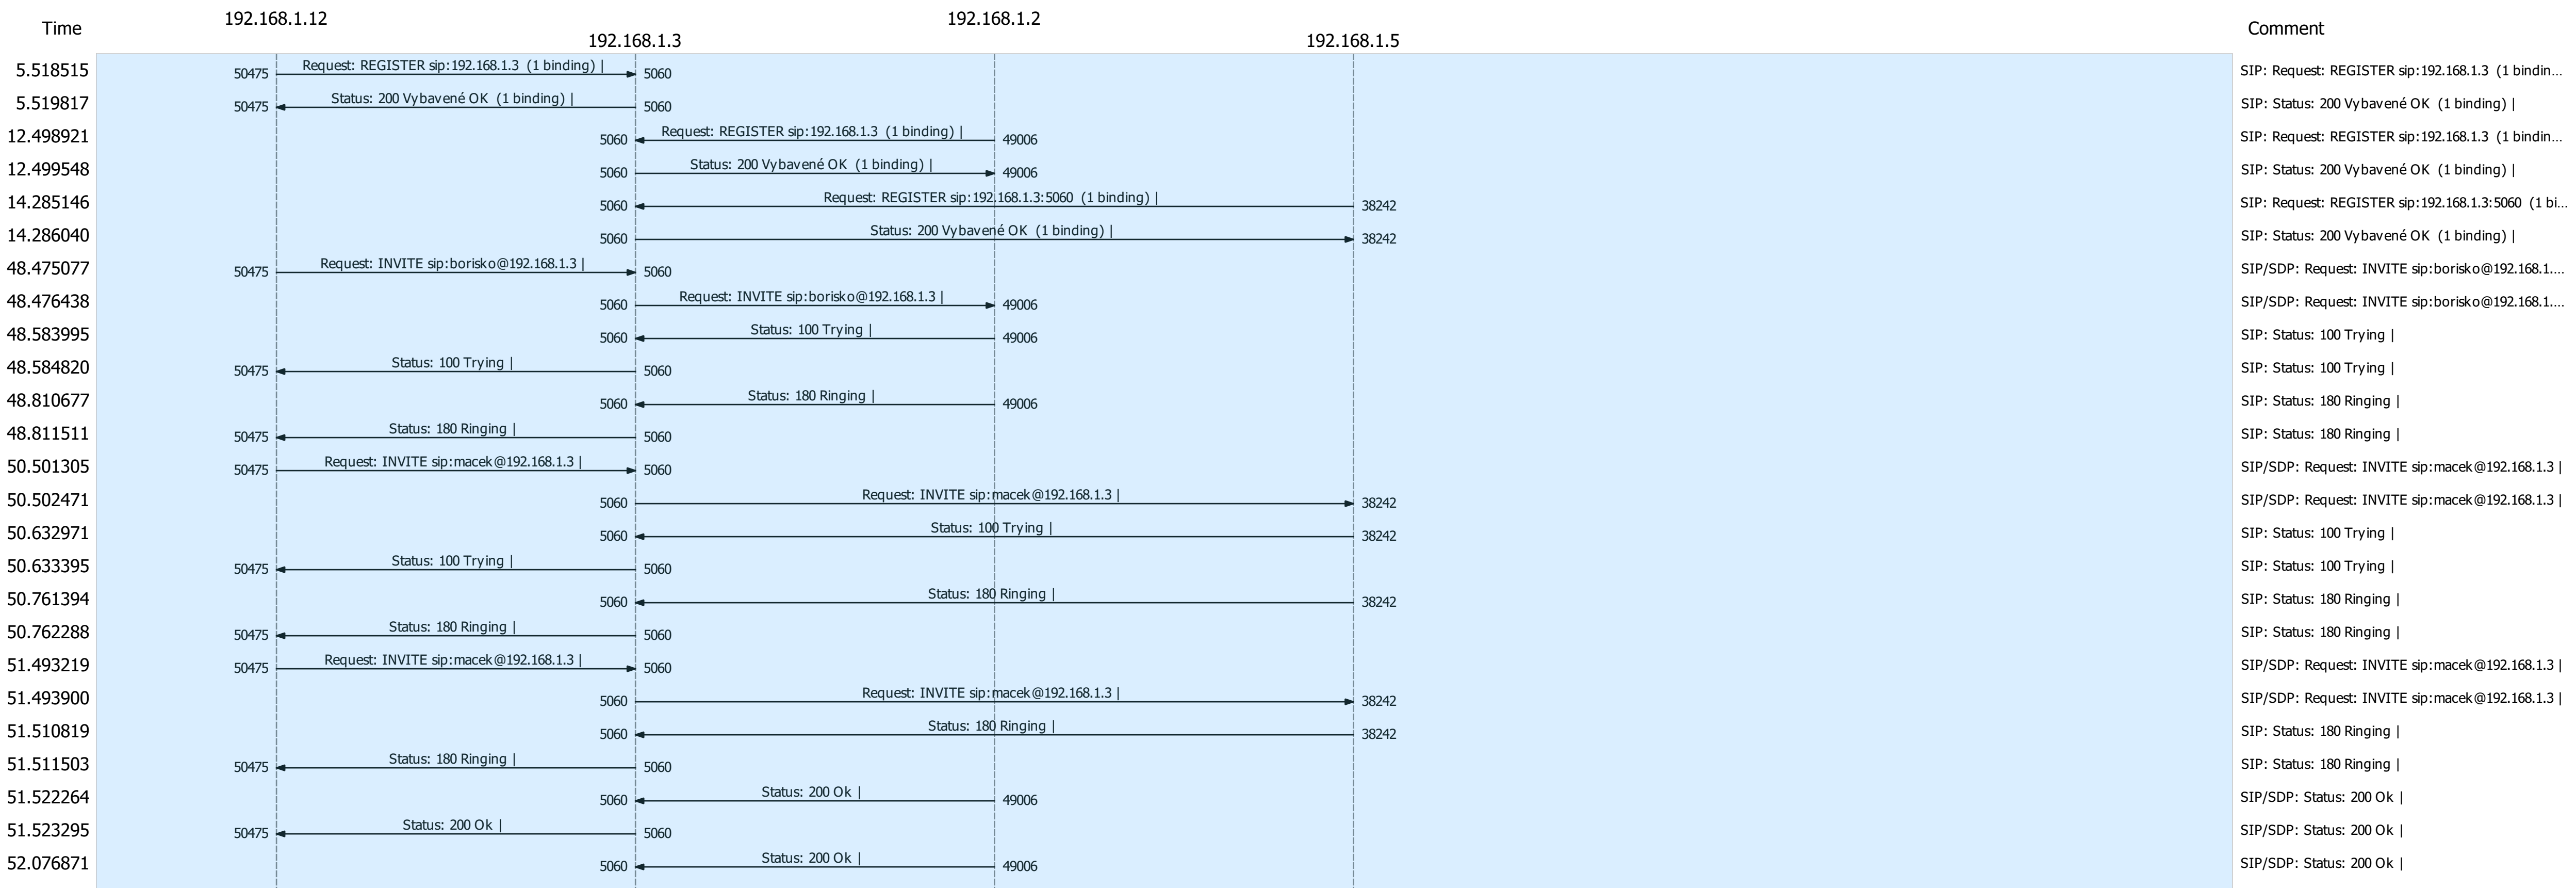 192.168.1.12 192.168.1.2
Time 192.168.1.3 192.168.1.5 Comment
5.518515 50475 Request: REGISTER sip:192.168.1.3 (1 binding) | 5060 SIP: Request: REGISTER sip:192.168.1.3 (1 bindin...
5.519817 50475 Status: 200 Vybavené OK (1 binding) | 5060 SIP: Status: 200 Vybavené OK (1 binding) |
12.498921 5060 Request: REGISTER sip:192.168.1.3 (1 binding) | 49006 SIP: Request: REGISTER sip:192.168.1.3 (1 bindin...
12.499548 5060 Status: 200 Vybavené OK (1 binding) | 49006 SIP: Status: 200 Vybavené OK (1 binding) |
14.285146 5060 Request: REGISTER sip:192.168.1.3:5060 (1 binding) | 38242 SIP: Request: REGISTER sip:192.168.1.3:5060 (1 bi...
14.286040 5060 Status: 200 Vybavené OK (1 binding) | 38242 SIP: Status: 200 Vybavené OK (1 binding) |
48.475077 50475 Request: INVITE sip:borisko@192.168.1.3 | 5060 SIP/SDP: Request: INVITE sip:borisko@192.168.1....
48.476438 5060 Request: INVITE sip:borisko@192.168.1.3 | 49006 SIP/SDP: Request: INVITE sip:borisko@192.168.1....
48.583995 5060 Status: 100 Trying | 49006 SIP: Status: 100 Trying |
48.584820 50475 Status: 100 Trying | 5060 SIP: Status: 100 Trying |
48.810677 5060 Status: 180 Ringing | 49006 SIP: Status: 180 Ringing |
48.811511 50475 Status: 180 Ringing | 5060 SIP: Status: 180 Ringing |
50.501305 50475 Request: INVITE sip:macek@192.168.1.3 | 5060 SIP/SDP: Request: INVITE sip:macek@192.168.1.3 |
50.502471 5060 Request: INVITE sip:macek@192.168.1.3 | 38242 SIP/SDP: Request: INVITE sip:macek@192.168.1.3 |
50.632971 5060 Status: 100 Trying | 38242 SIP: Status: 100 Trying |
50.633395 50475 Status: 100 Trying | 5060 SIP: Status: 100 Trying |
50.761394 5060 Status: 180 Ringing | 38242 SIP: Status: 180 Ringing |
50.762288 50475 Status: 180 Ringing | 5060 SIP: Status: 180 Ringing |
51.493219 50475 Request: INVITE sip:macek@192.168.1.3 | 5060 SIP/SDP: Request: INVITE sip:macek@192.168.1.3 |
51.493900 5060 Request: INVITE sip:macek@192.168.1.3 | 38242 SIP/SDP: Request: INVITE sip:macek@192.168.1.3 |
51.510819 5060 Status: 180 Ringing | 38242 SIP: Status: 180 Ringing |
51.511503 50475 Status: 180 Ringing | 5060 SIP: Status: 180 Ringing |
51.522264 5060 Status: 200 Ok | 49006 SIP/SDP: Status: 200 Ok |
51.523295 50475 Status: 200 Ok | 5060 SIP/SDP: Status: 200 Ok |
52.076871 5060 Status: 200 Ok | 49006 SIP/SDP: Status: 200 Ok |